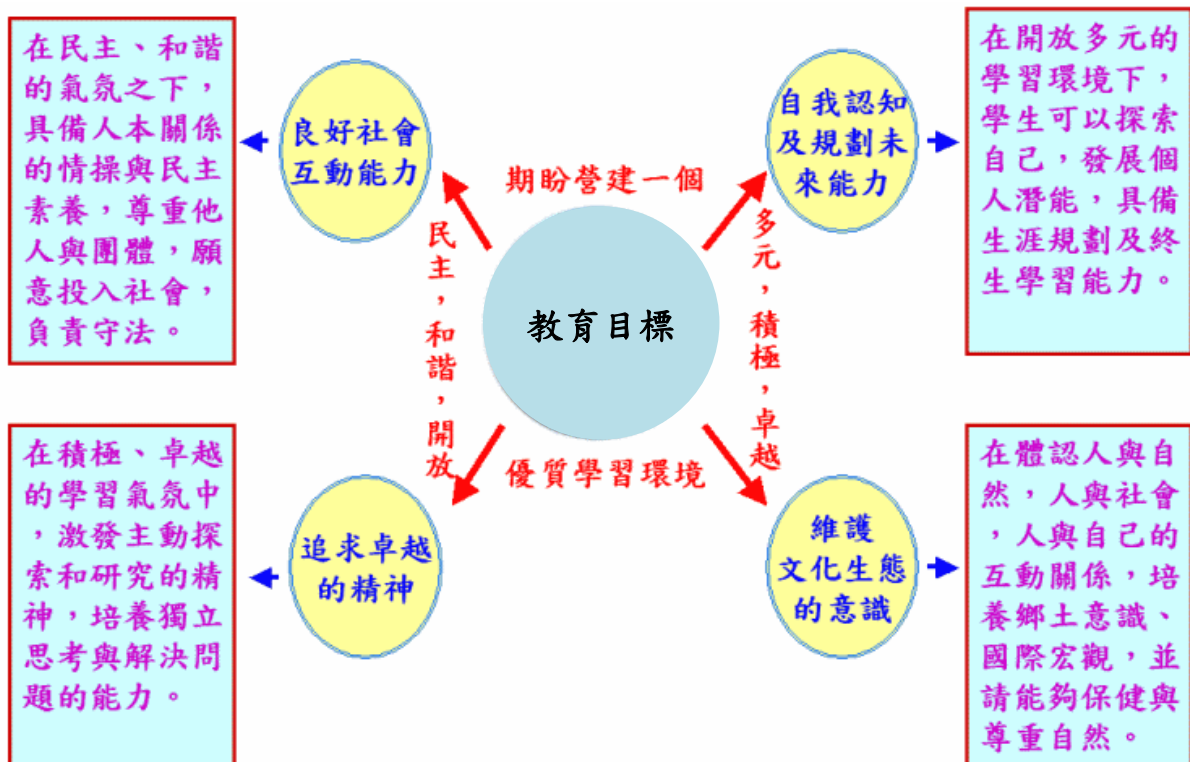 在民主、和諧
的氣氛之下，
具備人本關係
的情操與民主
素養，尊重他
人與團體，願
意投入社會，
負責守法。
良好社會
互動能力
期盼營建一個
自我認知
及規劃未
來能力
在開放多元的
學習環境下，
學生可以探索
自己，發展個
人潛能，具備
生涯規劃及終
生學習能力。
民主，和諧，開放
教育目標
多元，積極，卓越
優質學習環境
在積極、卓越
的學習氣氛中
，激發主動探
索和研究的精
神，培養獨立
思考與解決問
題的能力。
追求卓越
的精神
維護
文化生態
的意識
在體認人與自
然，人與社會
，人與自己的
互動關係，培
養鄉土意識、
國際宏觀，並
請能夠保健與
尊重自然。